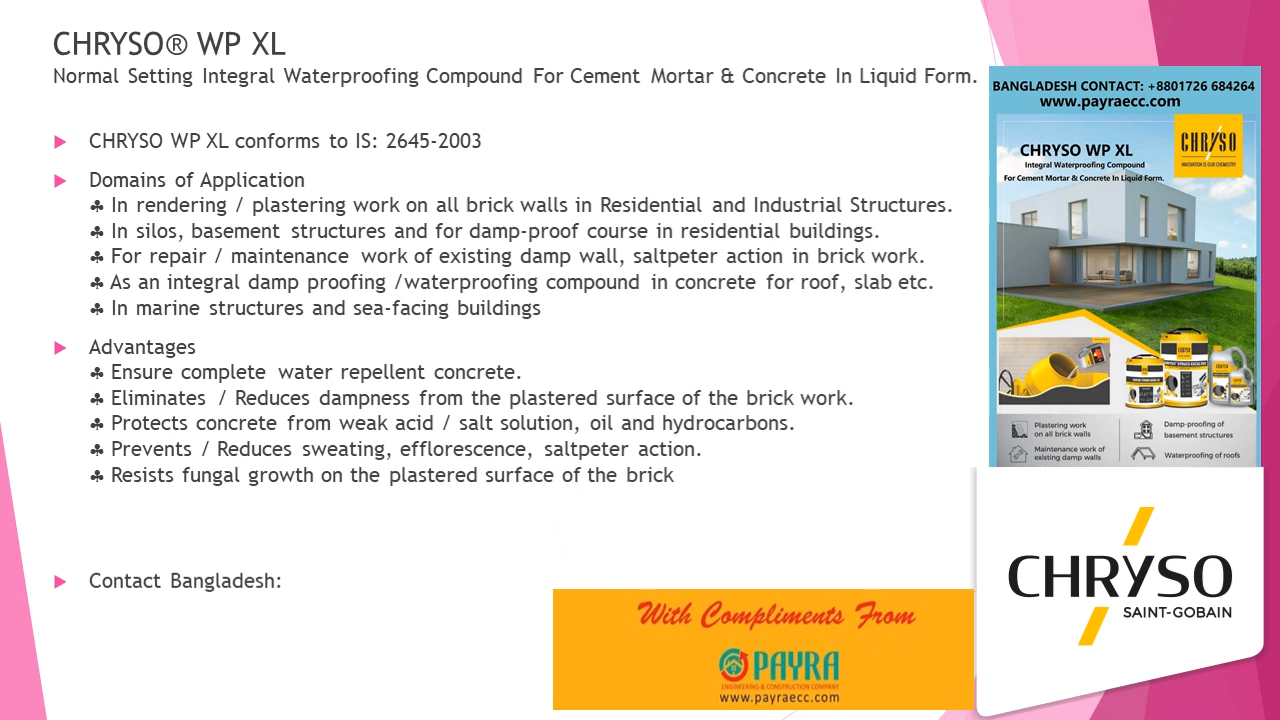 CHRYSO® WP XL
Normal Setting Integral Waterproofing Compound For Cement Mortar & Concrete In Liquid Form.
CHRYSO WP XL conforms to IS: 2645-2003
Domains of Application
♣ In rendering / plastering work on all brick walls in Residential and Industrial Structures.
♣ In silos, basement structures and for damp-proof course in residential buildings.
♣ For repair / maintenance work of existing damp wall, saltpeter action in brick work.
♣ As an integral damp proofing /waterproofing compound in concrete for roof, slab etc.
♣ In marine structures and sea-facing buildings
Advantages
♣ Ensure complete water repellent concrete.
♣ Eliminates / Reduces dampness from the plastered surface of the brick work.
♣ Protects concrete from weak acid / salt solution, oil and hydrocarbons.
♣ Prevents / Reduces sweating, efflorescence, saltpeter action.
♣ Resists fungal growth on the plastered surface of the brick
Contact Bangladesh:
BANGLADESH CONTACT: +8801726 684264
www.payraecc.com
CHRYSO
INNOVATION IS OUR CHEMISTRY
CHRYSO WP XL
Integral Waterproofing Compound
For Cement Mortar & Concrete In Liquid Form.
Plastering work
on all brick walls
Damp-proofing of
basement structures
Maintenance work of
existing damp walls
Waterproofing of roofs
CHRYSO
SAINT-GOBAIN
With Compliments From
PAYRA
ENGINEERING & CONSTRUCTION COMPANY
www.payraecc.com